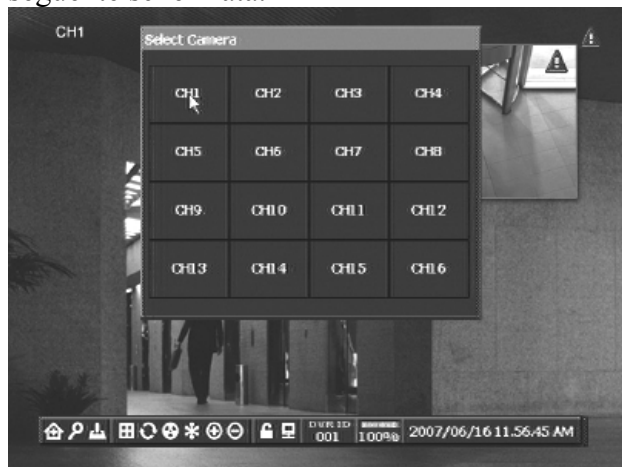 CH1
Select Camera
CH1 CH2 CH3 CH4
CH5 CH6 CH7 CH8
CH9 CH10 CH11 CH12
CH13 CH14 CH15 CH16
DVR ID
001
100%
2007/06/16 11.56.45 AM